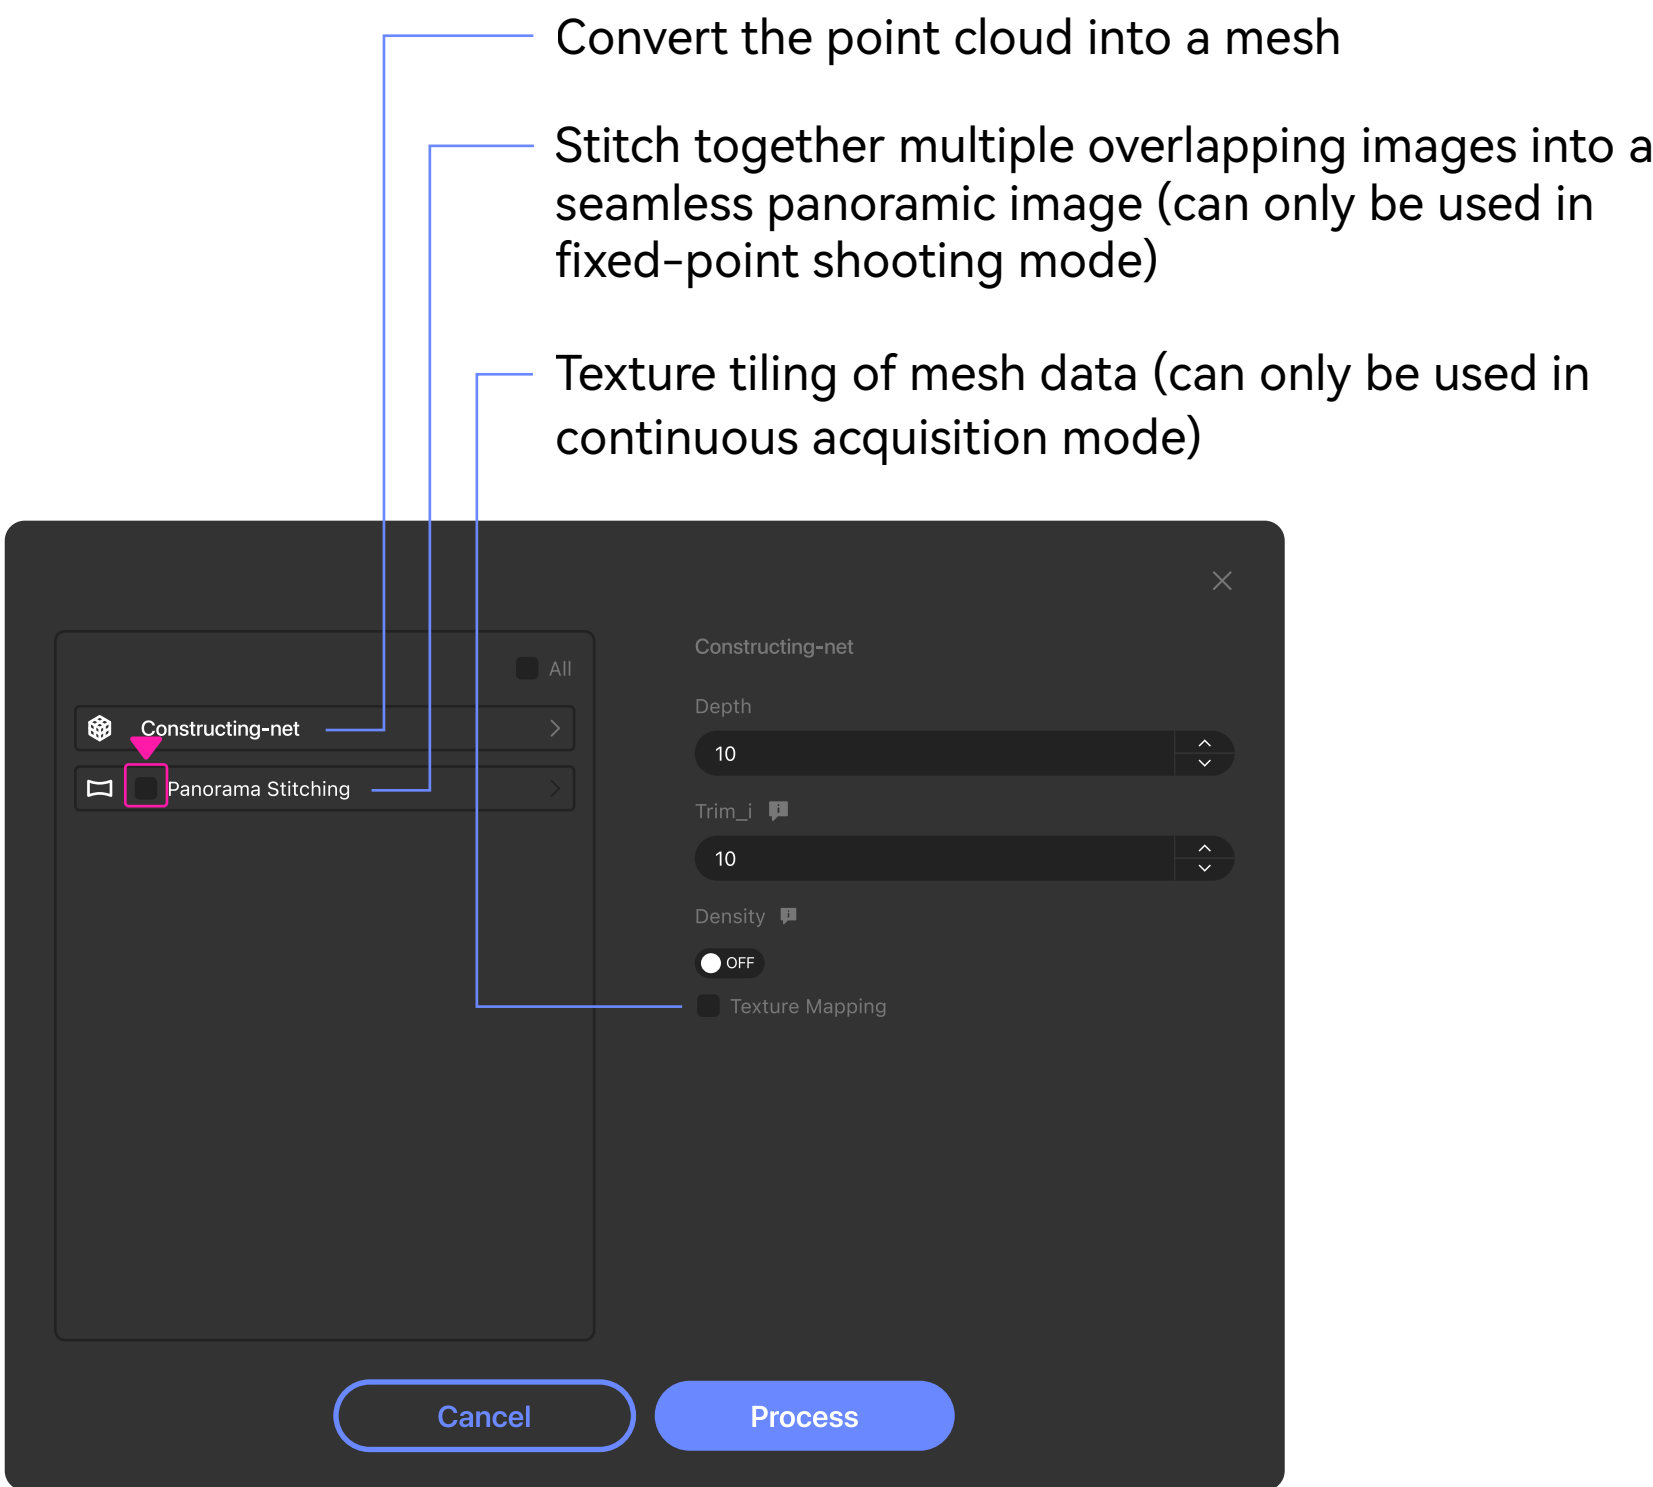 Convert the point cloud into a mesh
Stitch together multiple overlapping images into a
seamless panoramic image (can only be used in
fixed-point shooting mode)
Texture tiling of mesh data (can only be used in
continuous acquisition mode)
All
Constructing-net
Panorama Stitching
Constructing-net
Depth
10
Trim_i
10
Density
OFF
Texture Mapping
Cancel
Process